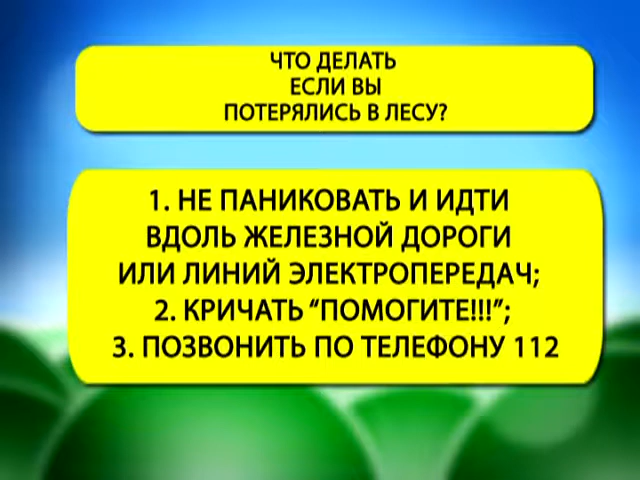 ЧТО ДЕЛАТЬ
ЕСЛИ ВЫ
ПОТЕРЯЛИСЬ В ЛЕСУ?
1. НЕ ПАНИКОВАТЬ И ИДТИ
ВДОЛЬ ЖЕЛЕЗНОЙ ДОРОГИ
ИЛИ ЛИНИЙ ЭЛЕКТРОПЕРЕДАЧ;
2. КРИЧАТЬ “ПОМОГИТЕ!!!”;
3. ПОЗВОНИТЬ ПО ТЕЛЕФОНУ 112